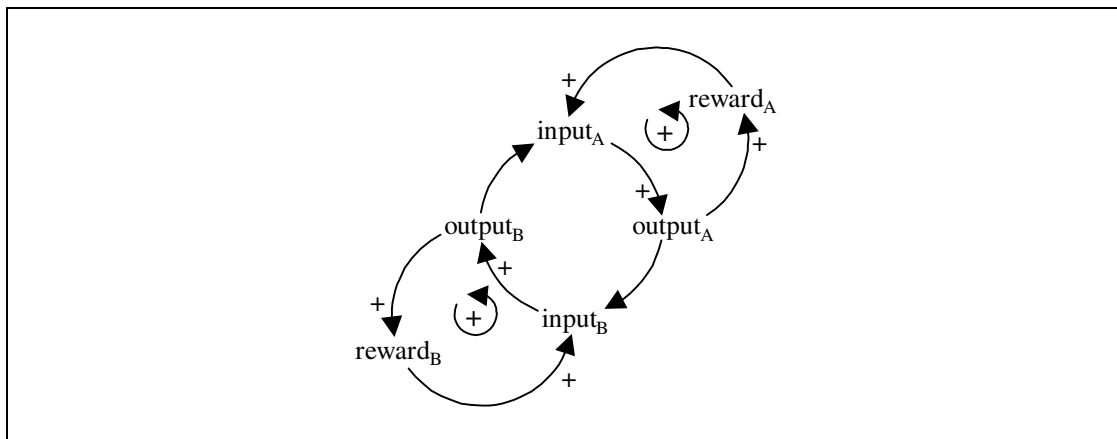 +
reward_A
input_A
+
+
+
output_B
output_A
+
+
input_B
+
reward_B
+